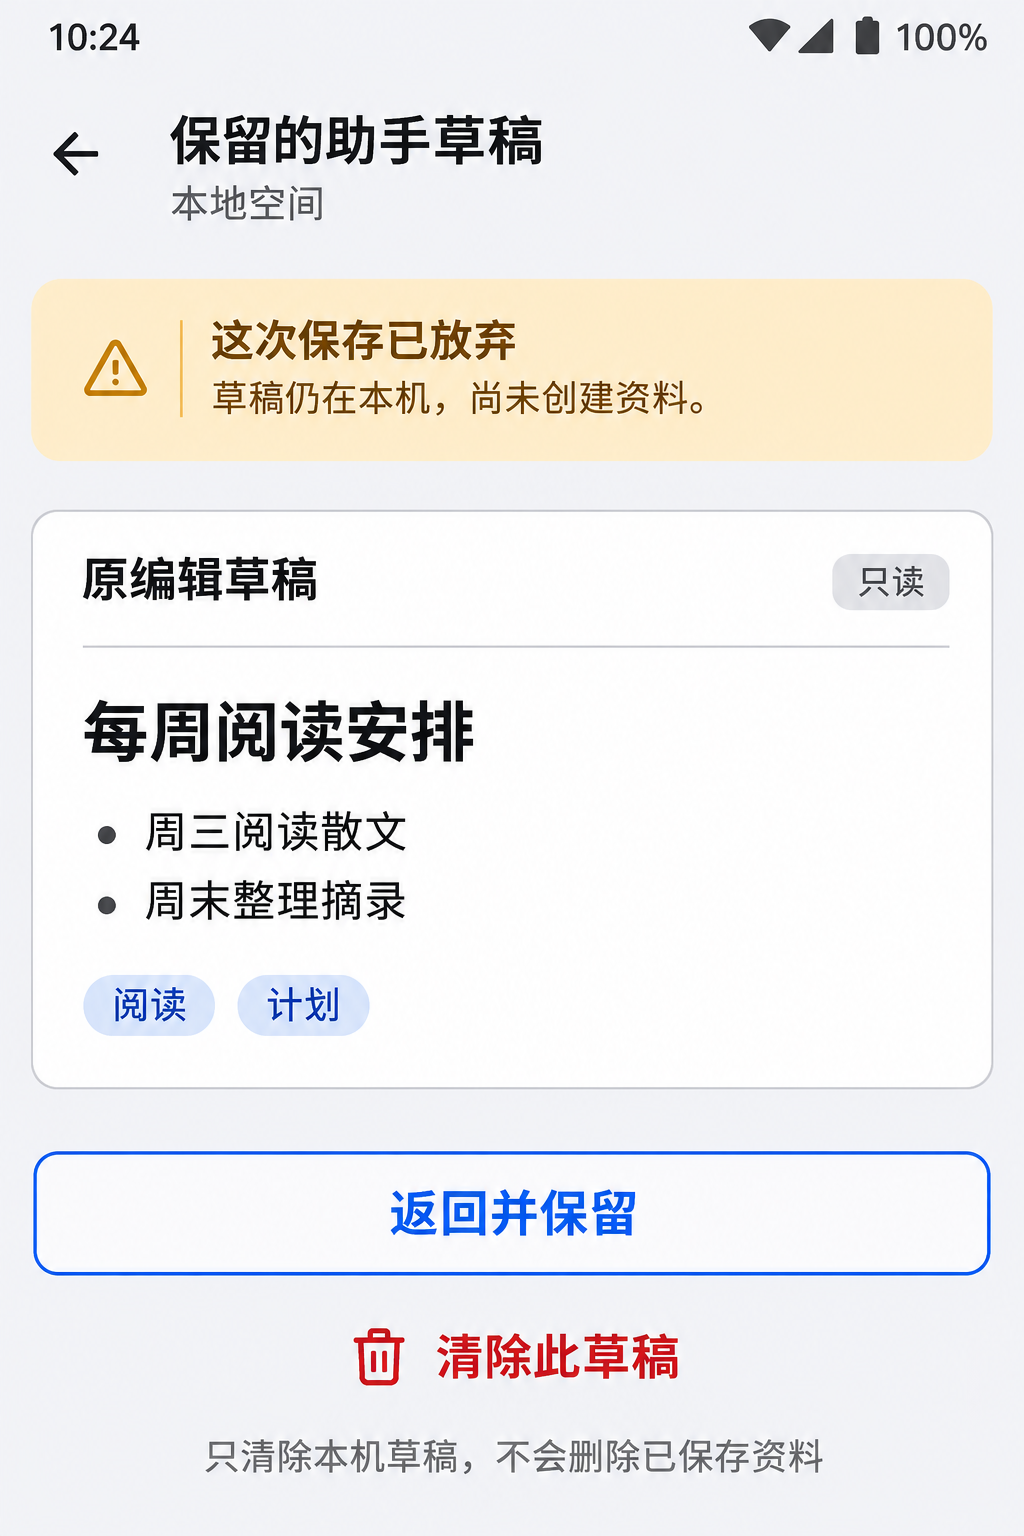 10:24
100%
保留的助手草稿
本地空间
这次保存已放弃
草稿仍在本机，尚未创建资料。
原编辑草稿
只读
每周阅读安排
周三阅读散文
周末整理摘录
阅读
计划
返回并保留
清除此草稿
只清除本机草稿，不会删除已保存资料